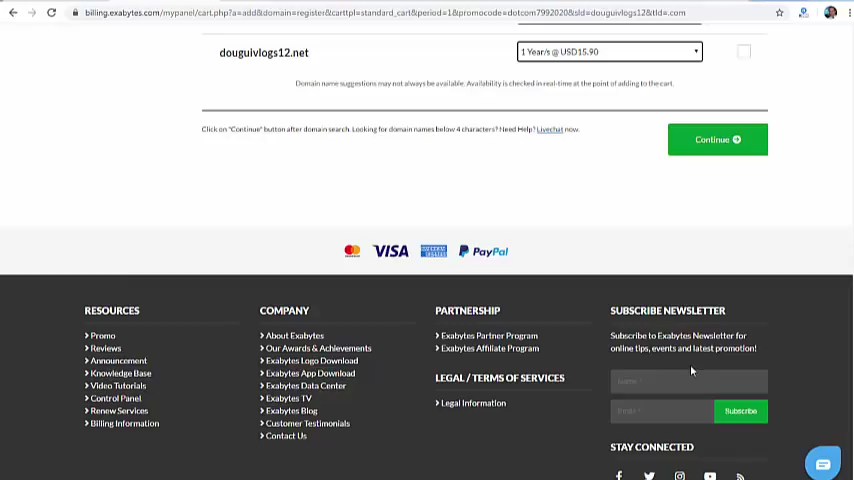 billing.exabytes.com/mypanel/cart.php?a=add&domain=register&carttpl=standard_cart&period=1&promocode=dotcom7992020&sld=douguivlogs12&tld=.com
douguivlogs12.net
1 Year/s @ USD15.90
Domain name suggestions may not always be available. Availability is checked in real-time at the point of adding to the cart.
Click on "Continue" button after domain search. Looking for domain names below 4 characters? Need Help? Livechat now.
Continue
VISA
PayPal
RESOURCES
Promo
Reviews
Announcement
Knowledge Base
Video Tutorials
Control Panel
Renew Services
Billing Information
COMPANY
About Exabytes
Our Awards & Achievements
Exabytes Logo Download
Exabytes App Download
Exabytes Data Center
Exabytes TV
Exabytes Blog
Customer Testimonials
Contact Us
PARTNERSHIP
Exabytes Partner Program
Exabytes Affiliate Program
LEGAL / TERMS OF SERVICES
Legal Information
SUBSCRIBE NEWSLETTER
Subscribe to Exabytes Newsletter for
online tips, events and latest promotion!
Name *
Email *
Subscribe
STAY CONNECTED